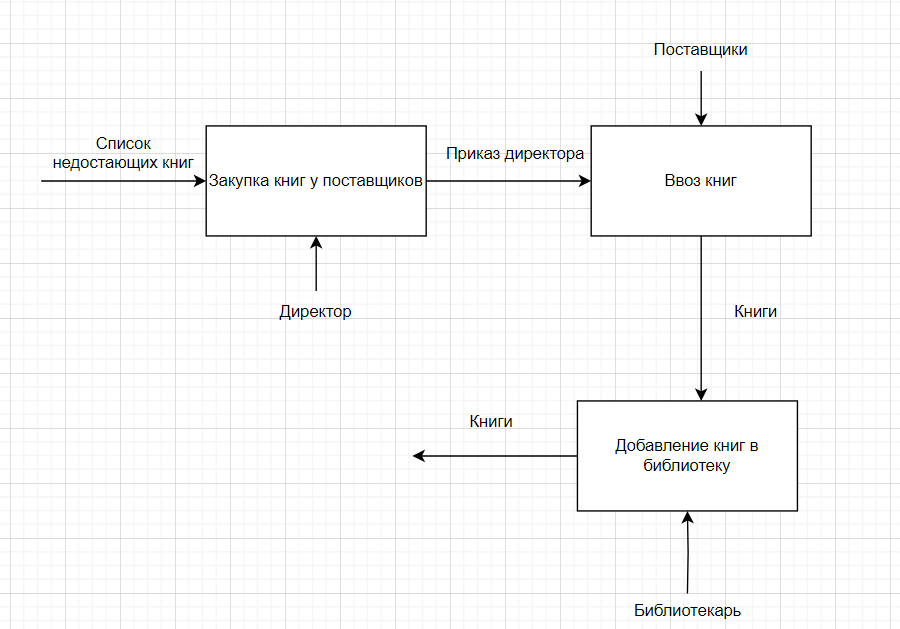 Поставщики
Список
недостающих книг
Закупка книг у поставщиков
Приказ директора
Ввоз книг
Директор
Книги
Книги
Добавление книг в
библиотеку
Библиотекарь